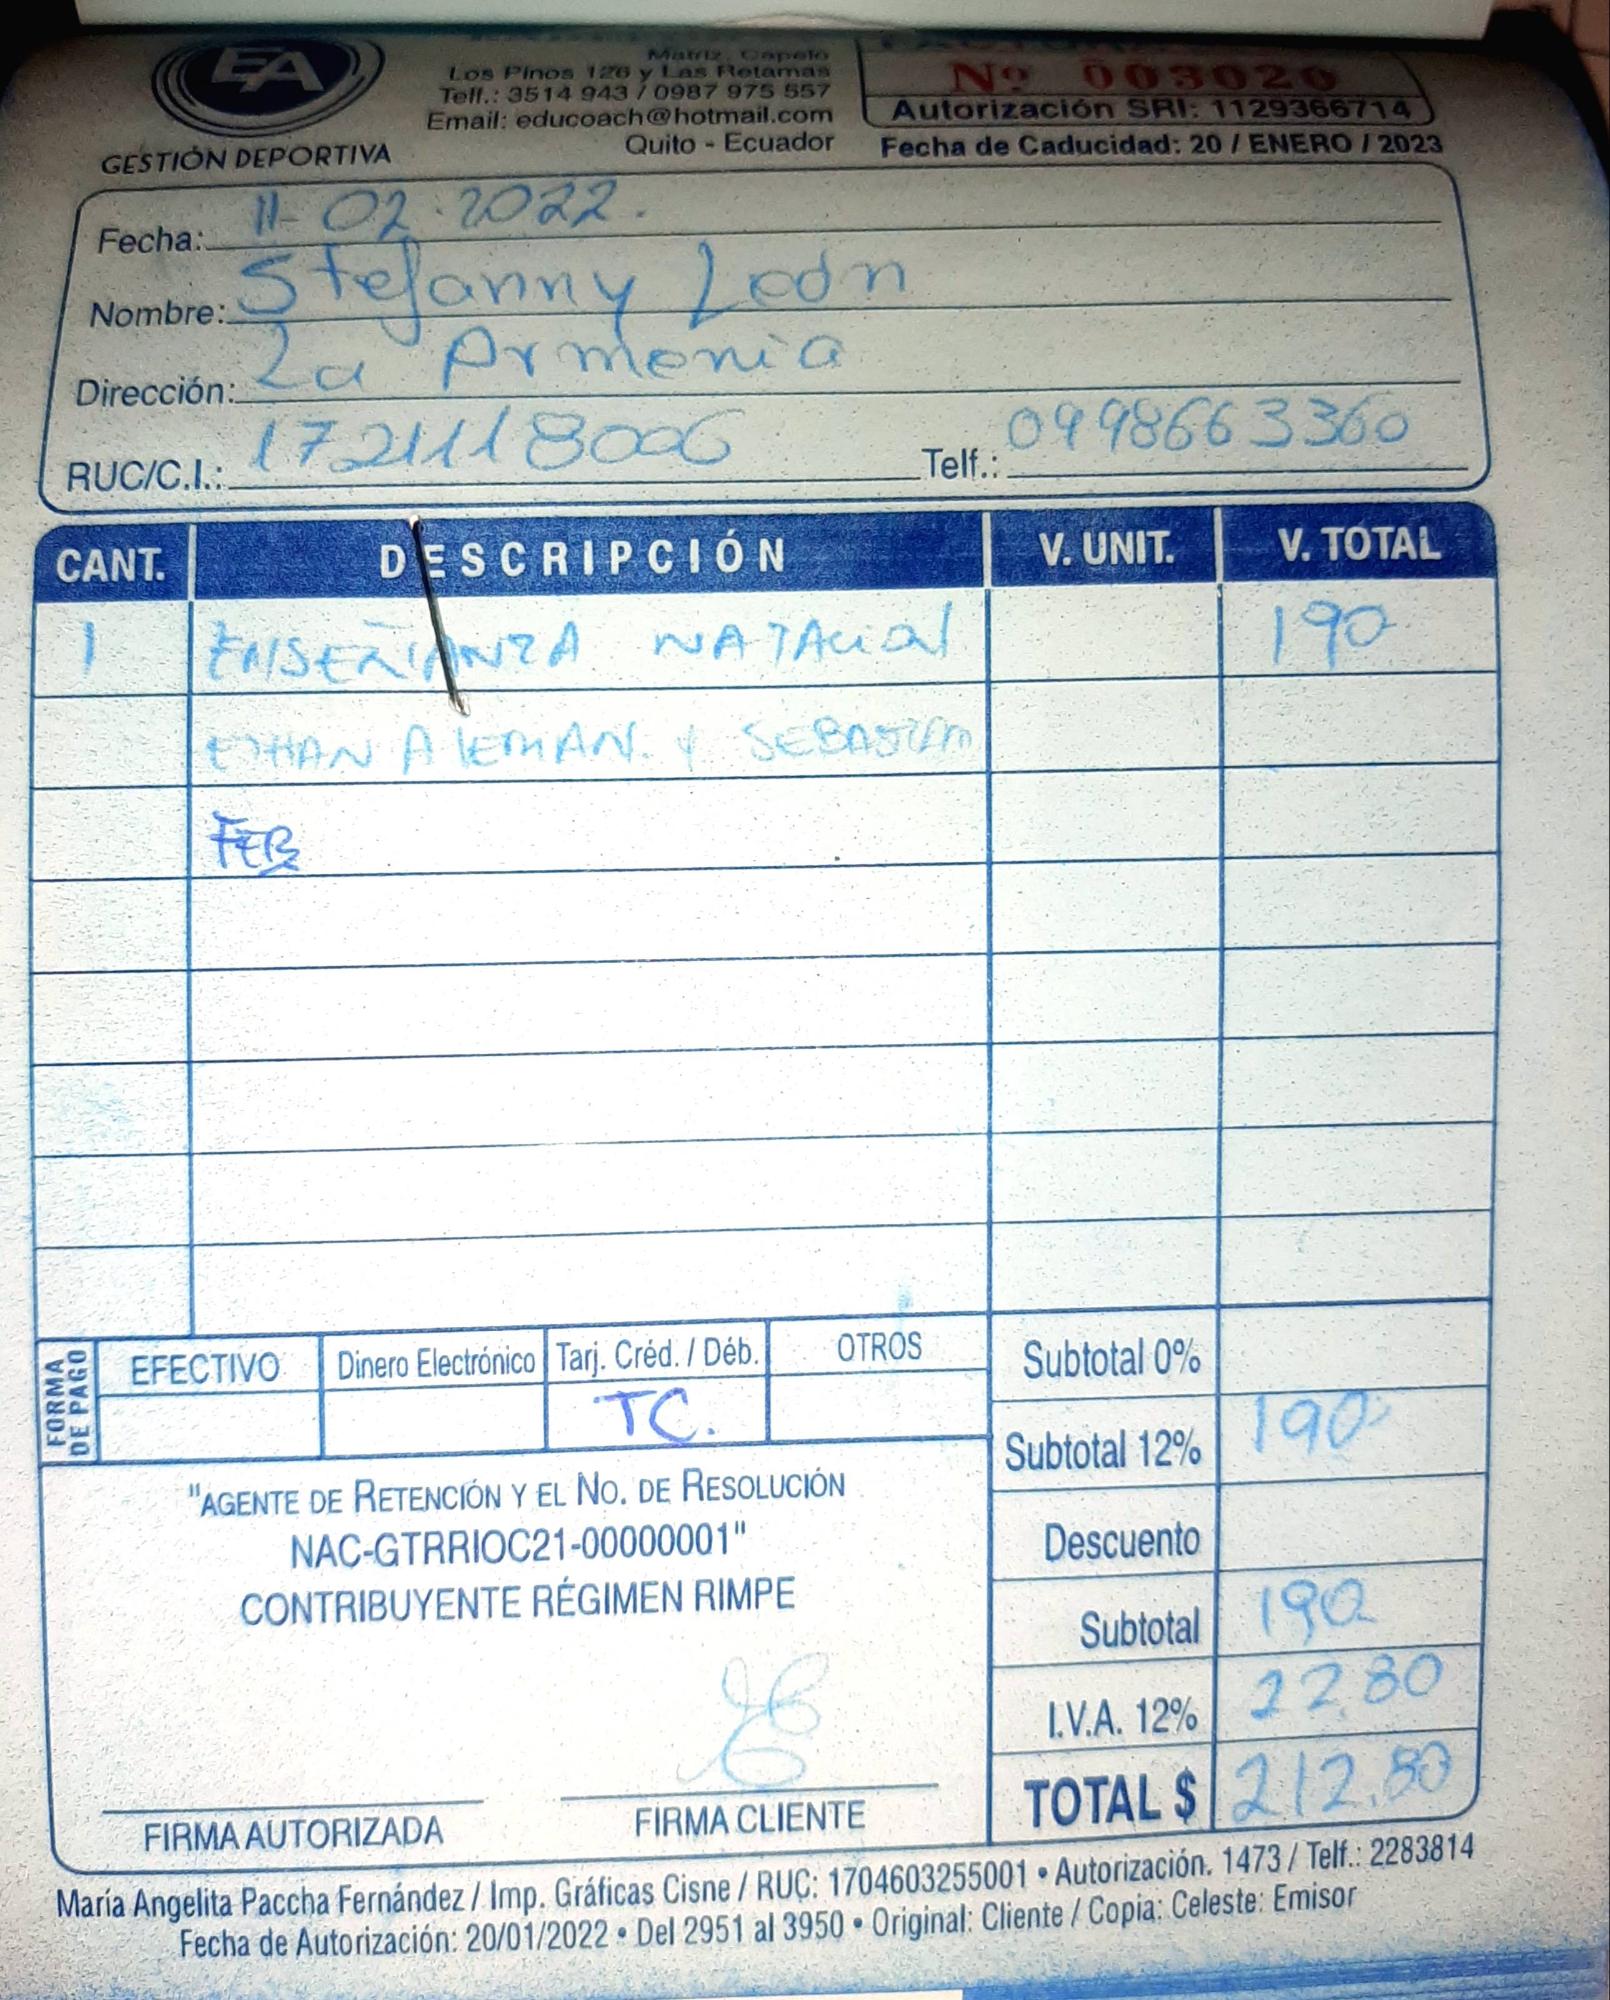 EA
GESTIÓN DEPORTIVA
Matriz: Capelo
Los Pinos 126 y Las Retamas
Telf.: 3514 943 / 0987 975 557
Email: educoach@hotmail.com
Quito - Ecuador
Nº 003020
Autorización SRI: 1129366714
Fecha de Caducidad: 20 / ENERO / 2023
Fecha: 11-02-2022.
Nombre: Stefanny León
Dirección: La Armenia
RUC/C.I.: 1721118006 Telf.: 0998663360
CANT. DESCRIPCIÓN V. UNIT. V. TOTAL
1 ENSEÑANZA NATACION 190
ETHAN ALEMAN. Y SEBASTIAN
FEB
FORMA DE PAGO
EFECTIVO Dinero Electrónico Tarj. Créd. / Déb. OTROS
TC.
Subtotal 0%
Subtotal 12% 190
Descuento
Subtotal 190
I.V.A. 12% 22.80
TOTAL $ 212.80
"AGENTE DE RETENCIÓN Y EL NO. DE RESOLUCIÓN
NAC-GTRRIOC21-00000001"
CONTRIBUYENTE RÉGIMEN RIMPE
FIRMA AUTORIZADA FIRMA CLIENTE
María Angelita Paccha Fernández / Imp. Gráficas Cisne / RUC: 1704603255001 • Autorización. 1473 / Telf.: 2283814
Fecha de Autorización: 20/01/2022 • Del 2951 al 3950 • Original: Cliente / Copia: Celeste: Emisor